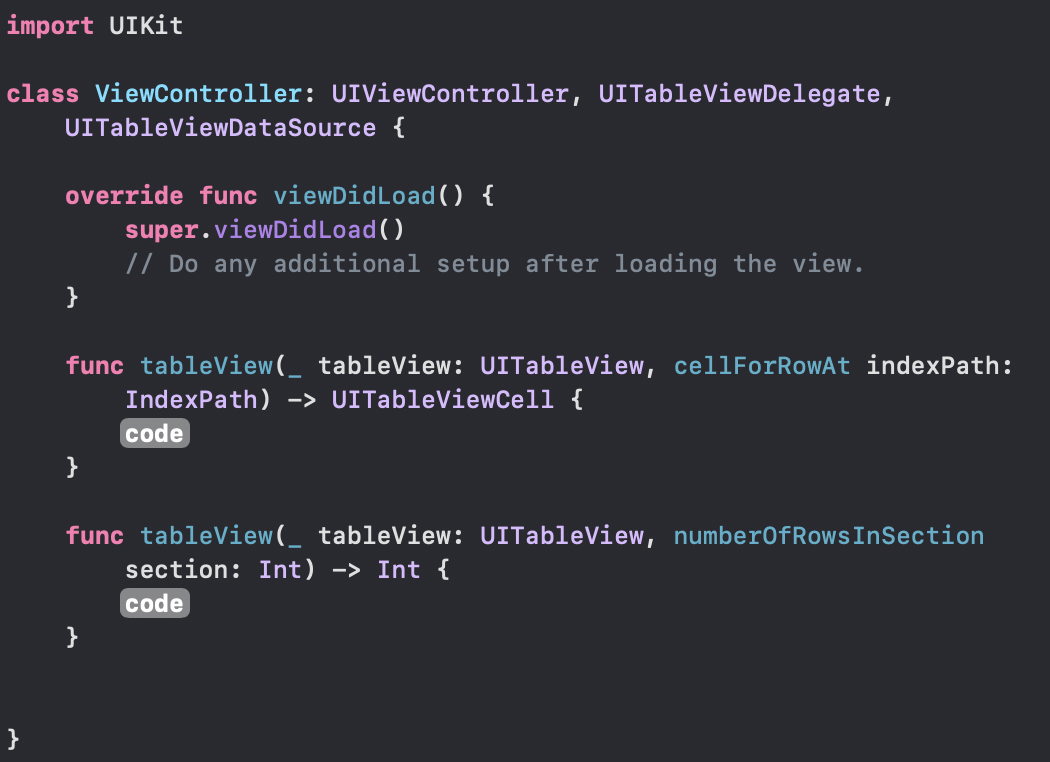 import UIKit
class ViewController: UIViewController, UITableViewDelegate,
UITableViewDataSource {
override func viewDidLoad() {
super.viewDidLoad()
// Do any additional setup after loading the view.
}
func tableView(_ tableView: UITableView, cellForRowAt indexPath:
IndexPath) -> UITableViewCell {
code
}
func tableView(_ tableView: UITableView, numberOfRowsInSection
section: Int) -> Int {
code
}
}